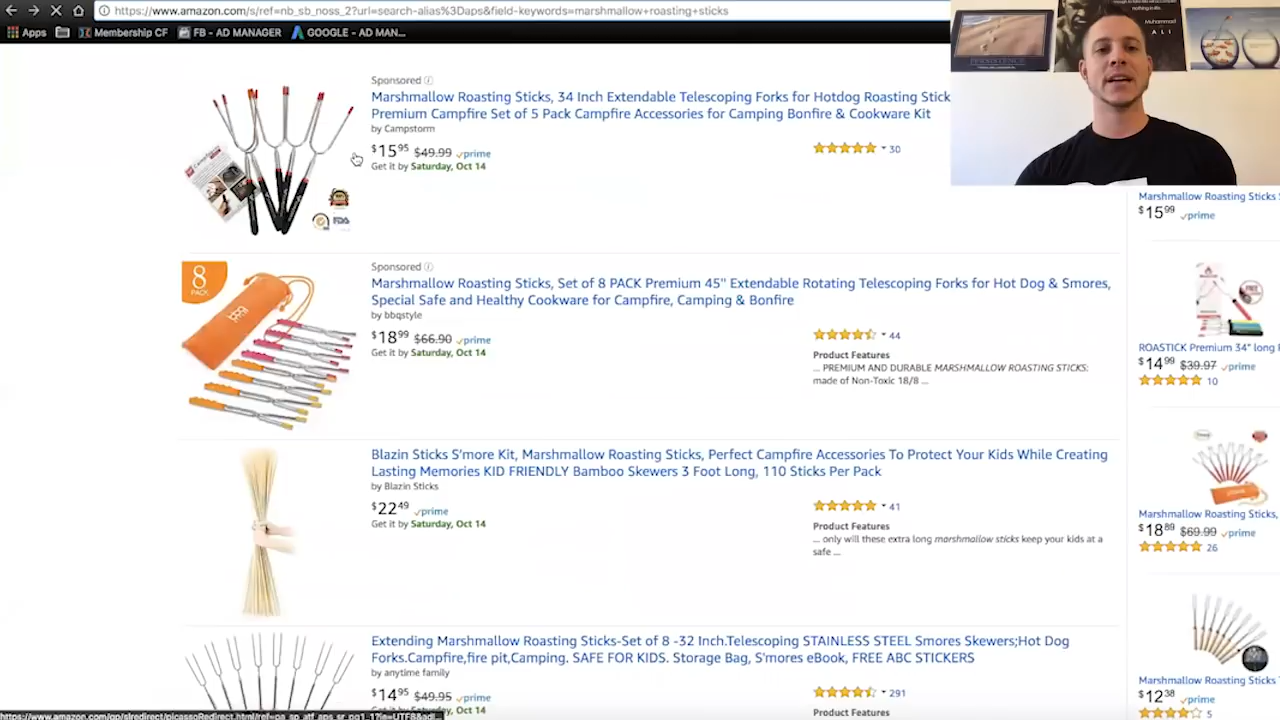 https://www.amazon.com/s/ref=nb_sb_noss_2?url=search-alias%3Daps&field-keywords=marshmallow+roasting+sticks
Apps
Membership CF
FB - AD MANAGER
GOOGLE - AD MAN...
nothing in life.
Muhammad
ALI
Sponsored
Marshmallow Roasting Sticks, 34 Inch Extendable Telescoping Forks for Hotdog Roasting Stick
Premium Campfire Set of 5 Pack Campfire Accessories for Camping Bonfire & Cookware Kit
by Campstorm
$15 95 $49.99 prime
30
Get it by Saturday, Oct 14
FDA
Sponsored
8
PACK
Marshmallow Roasting Sticks, Set of 8 PACK Premium 45" Extendable Rotating Telescoping Forks for Hot Dog & Smores,
Special Safe and Healthy Cookware for Campfire, Camping & Bonfire
by bbqstyle
$18 99 $66.90 prime
44
Get it by Saturday, Oct 14
Product Features
... PREMIUM AND DURABLE MARSHMALLOW ROASTING STICKS:
made of Non-Toxic 18/8 ...
Blazin Sticks S'more Kit, Marshmallow Roasting Sticks, Perfect Campfire Accessories To Protect Your Kids While Creating
Lasting Memories KID FRIENDLY Bamboo Skewers 3 Foot Long, 110 Sticks Per Pack
by Blazin Sticks
$22 49 prime
41
Get it by Saturday, Oct 14
Product Features
... only will these extra long marshmallow sticks keep your kids at a
safe ...
Extending Marshmallow Roasting Sticks-Set of 8 -32 Inch.Telescoping STAINLESS STEEL Smores Skewers;Hot Dog
Forks.Campfire,fire pit,Camping. SAFE FOR KIDS. Storage Bag, S'mores eBook, FREE ABC STICKERS
by anytime family
$14 95 $49.95 prime
291
Oct 14
Product Features
Marshmallow Roasting Sticks
$15 99 prime
ROASTICK Premium 34" long
$14 99 $39.97 prime
10
Marshmallow Roasting Sticks,
$18 89 $69.99 prime
26
Marshmallow Roasting Sticks
$12 38 prime
5